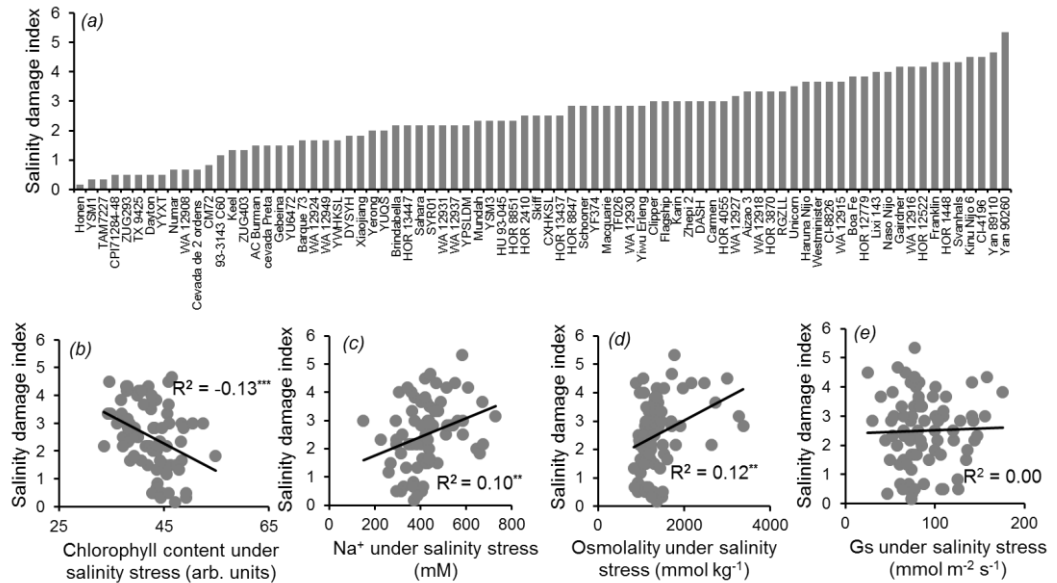 (a)
Salinity damage index
6
5
4
3
2
1
0
Honen
YSM1
TAM7227
CPI71284-48
ZUG293
TX 9425
Dayton
YYXT
Numar
WA 12908
Cevada de 2 ordens
CM72
93-3143 C60
Keel
ZUG403
AC Burman
cevada Preta
Gebeina
YU6472
Barque 73
WA 12924
WA 12949
YWHKSL
DYSYH
Xiaojiang
Yerong
YUQS
Brindabella
HOR 13447
Sahara
SYR01
WA 12931
WA 12937
YPSLDM
Mundah
YSM3
HU 93-045
HOR 8851
HOR 2410
Skiff
CXHKSL
HOR 13437
HOR 8847
Schooner
YF374
Macquarie
TF026
WA 12930
Yiwu Erleng
Clipper
Flagship
Karin
Zhepi 2
DASH
Carmen
HOR 4055
WA 12927
Aizao 3
WA 12918
HOR 3870
RGZLL
Unicorn
Haruna Nijo
Westminister
CI-8826
WA 12915
Boa Fe
HOR 12779
Lixi 143
Naso Nijo
Gairdner
WA 12910
HOR 12522
Franklin
HOR 1448
Svanhals
Kinu Nijo 6
CI-4196
Yan 89110
Yan 90260
(b)
Salinity damage index
6
5
4
3
2
1
0
R² = -0.13***
25
45
65
Chlorophyll content under
salinity stress (arb. units)
(c)
Salinity damage index
6
5
4
3
2
1
0
R² = 0.10**
0
200
400
600
800
Na⁺ under salinity stress
(mM)
(d)
Salinity damage index
6
5
4
3
2
1
0
R² = 0.12**
0
2000
4000
Osmolality under salinity
stress (mmol kg⁻¹)
(e)
Salinity damage index
6
5
4
3
2
1
0
R² = 0.00
0
100
200
Gs under salinity stress
(mmol m⁻² s⁻¹)